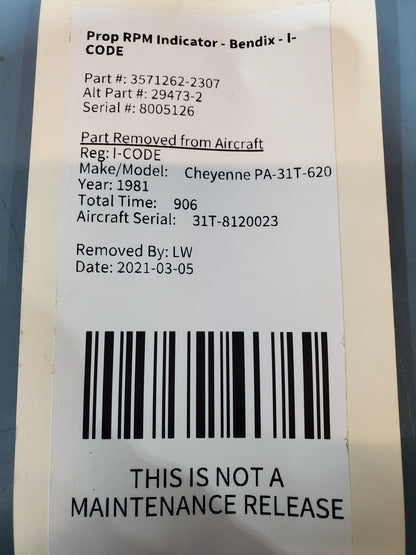 Prop RPM Indicator - Bendix - I-
CODE
Part #: 3571262-2307
Alt Part #: 29473-2
Serial #: 8005126
Part Removed from Aircraft
Reg: I-CODE
Make/Model: Cheyenne PA-31T-620
Year: 1981
Total Time: 906
Aircraft Serial: 31T-8120023
Removed By: LW
Date: 2021-03-05
THIS IS NOT A
MAINTENANCE RELEASE